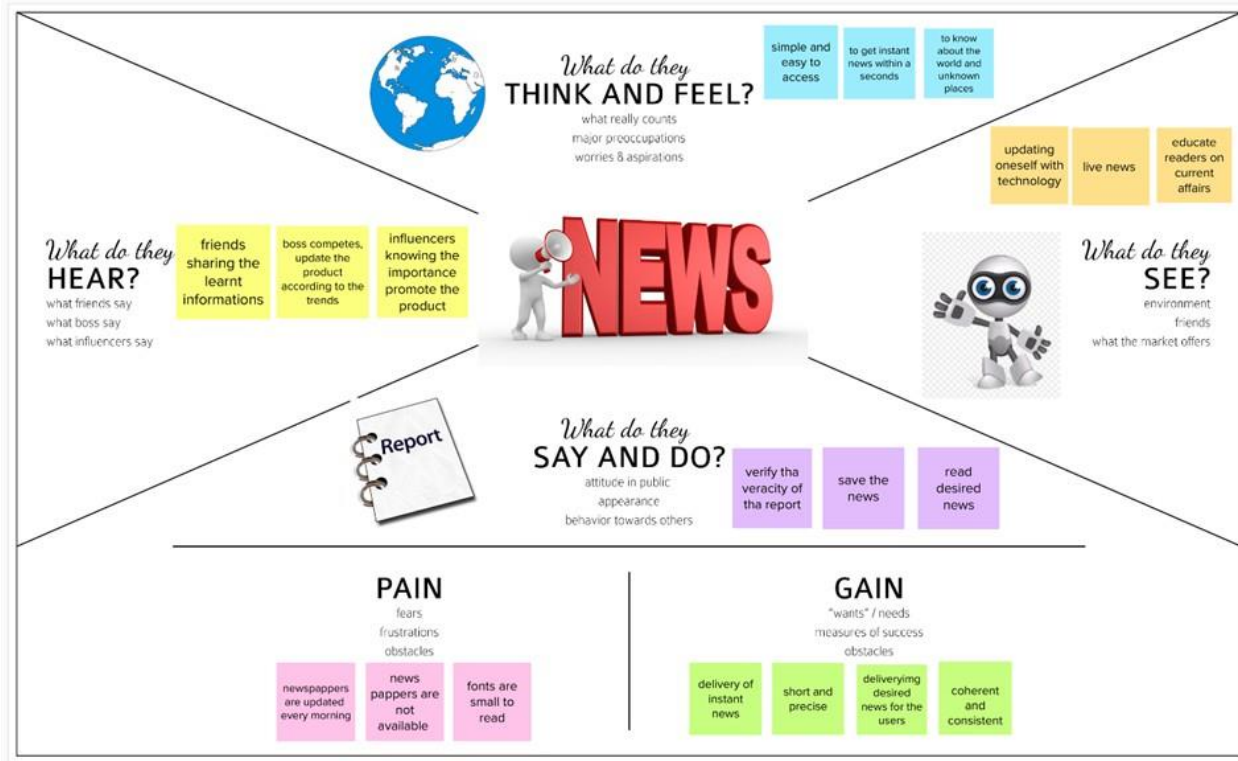 What do they
THINK AND FEEL?
what really counts
major preoccupations
worries & aspirations
simple and
easy to
access
to get instant
news within a
seconds
to know
about the
world and
unknown
places
What do they
HEAR?
what friends say
what boss say
what influencers say
friends
sharing the
learnt
informations
boss competes,
update the
product
according to the
trends
influencers
knowing the
importance
promote the
product
NEWS
updating
oneself with
technology
live news
educate
readers on
current
affairs
What do they
SEE?
environment
friends
what the market offers
Report
What do they
SAY AND DO?
attitude in public
appearance
behavior towards others
verify tha
veracity of
tha report
save the
news
read
desired
news
PAIN
fears
frustrations
obstacles
newspappers
are updated
every morning
news
pappers are
not
available
fonts are
small to
read
GAIN
"wants" / needs
measures of success
obstacles
delivery of
instant
news
short and
precise
deliveryimg
desired
news for the
users
coherent
and
consistent